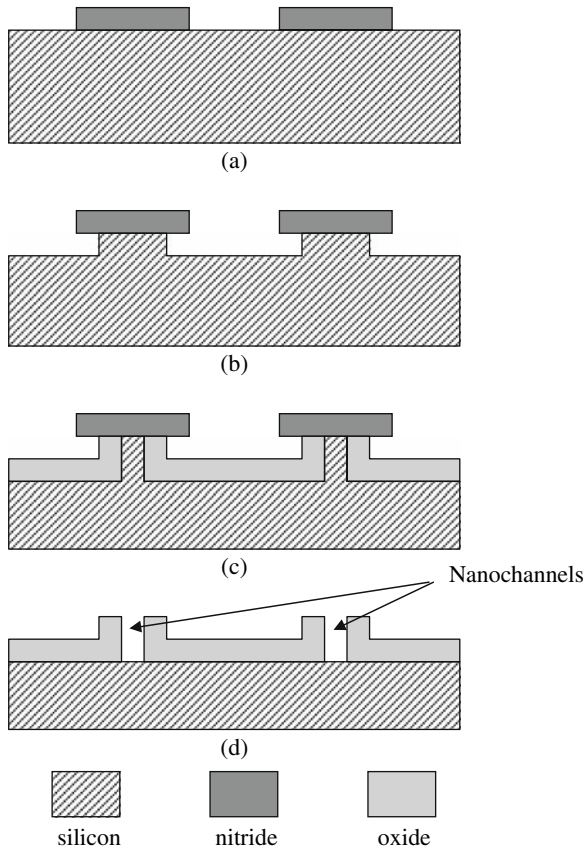 (a)
(b)
(c)
Nanochannels
(d)
silicon
nitride
oxide